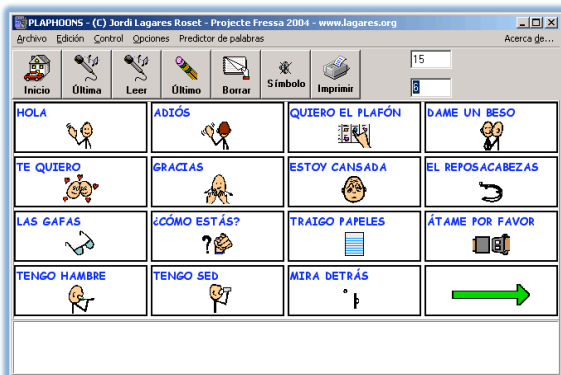 PLAPHOONS - (C) Jordi Lagares Roset - Projecte Fressa 2004 - www.lagares.org
Archivo Edición Control Opciones Predictor de palabras Acerca de...
15
6
Inicio Última Leer Último Borrar Símbolo Imprimir
HOLA ADIÓS QUIERO EL PLAFÓN DAME UN BESO
TE QUIERO GRACIAS ESTOY CANSADA EL REPOSACABEZAS
LAS GAFAS ¿CÓMO ESTÁS? TRAIGO PAPELES ÁTAME POR FAVOR
TENGO HAMBRE TENGO SED MIRA DETRÁS